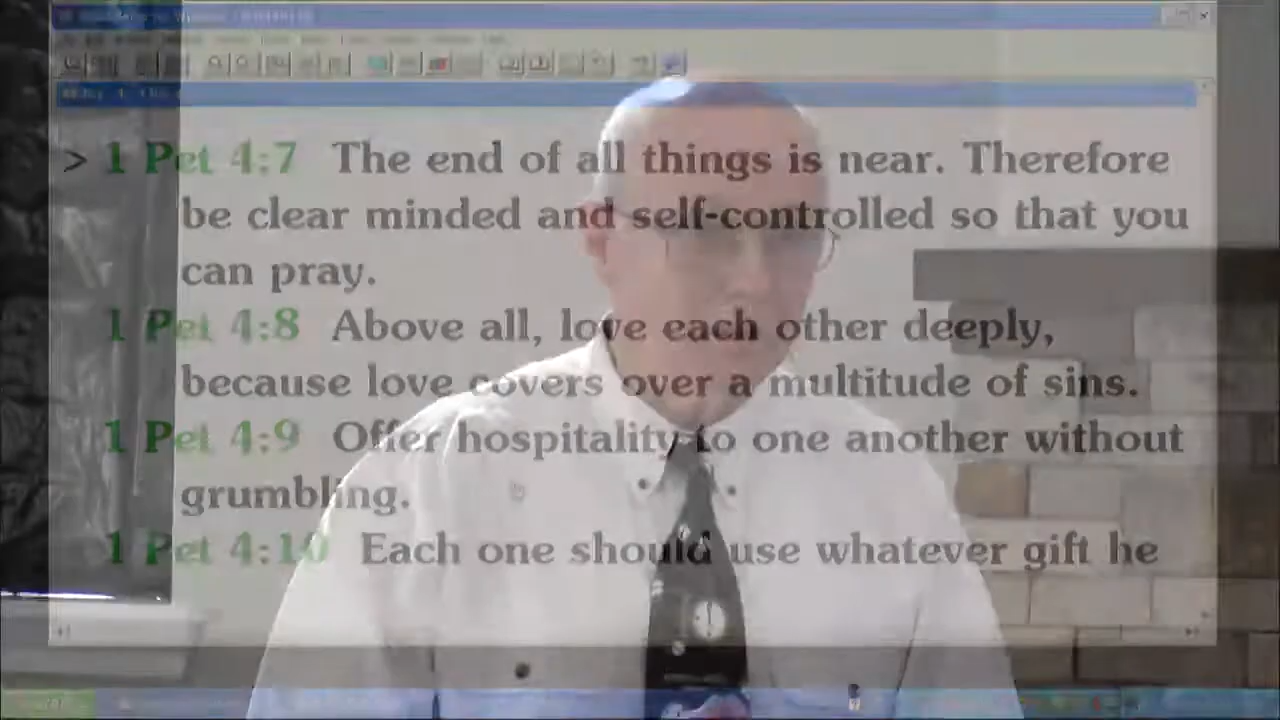 > 1 Pet 4:7 The end of all things is near. Therefore
be clear minded and self-controlled so that you
can pray.
1 Pet 4:8 Above all, love each other deeply,
because love covers over a multitude of sins.
1 Pet 4:9 Offer hospitality to one another without
grumbling.
1 Pet 4:10 Each one should use whatever gift he